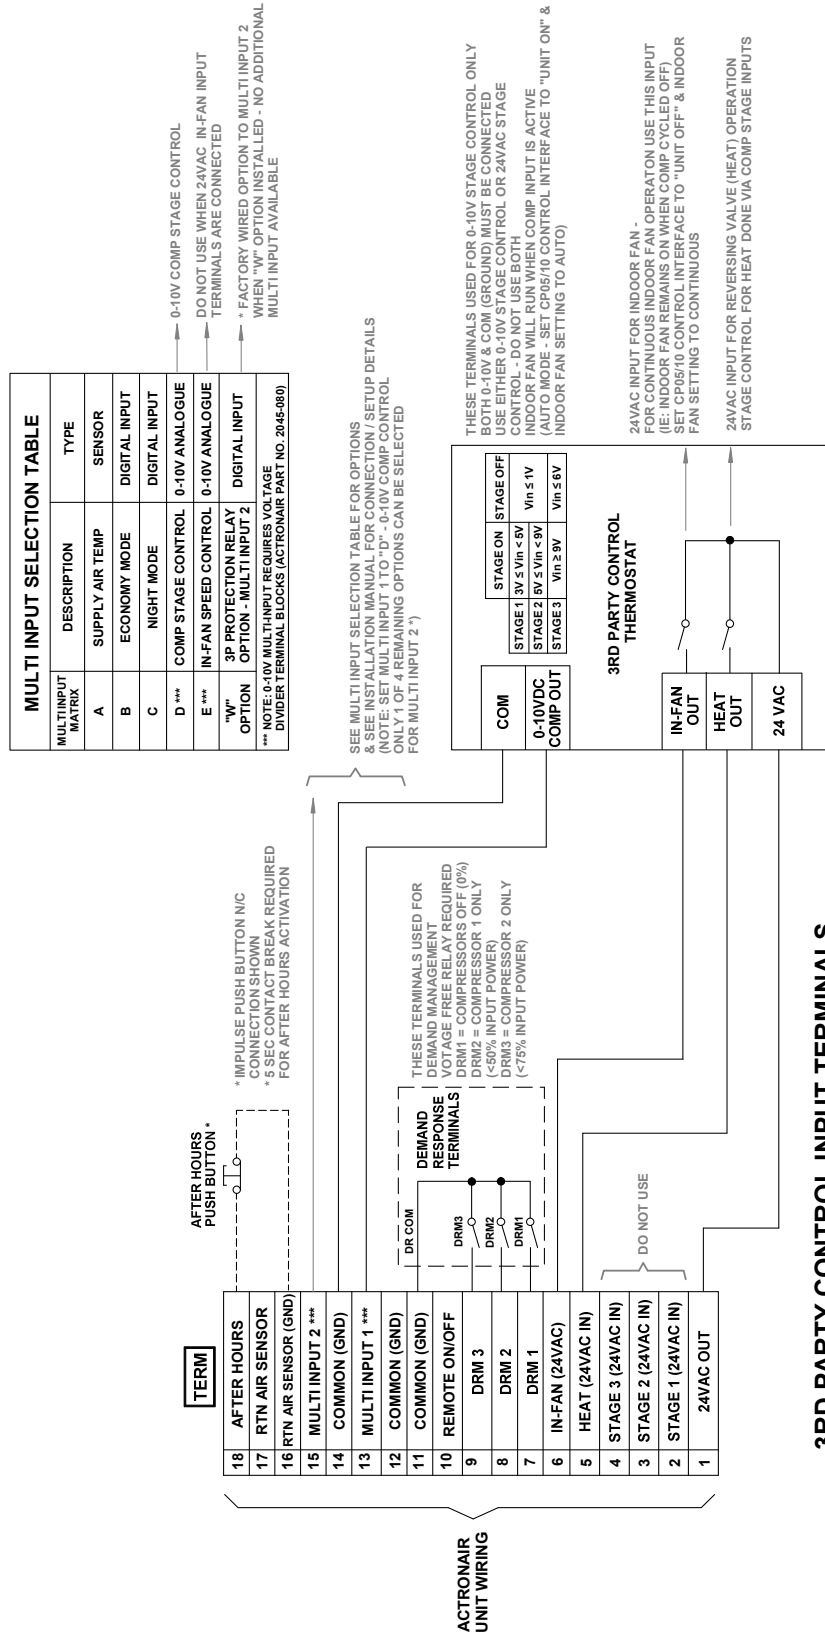 MULTI INPUT SELECTION TABLE
MULTI INPUT MATRIX DESCRIPTION TYPE
A SUPPLY AIR TEMP SENSOR
B ECONOMY MODE DIGITAL INPUT
C NIGHT MODE DIGITAL INPUT
D *** COMP STAGE CONTROL 0-10V ANALOGUE
E *** IN-FAN SPEED CONTROL 0-10V ANALOGUE
"W" OPTION 3P PROTECTION RELAY OPTION - MULTI INPUT 2 DIGITAL INPUT
*** NOTE: 0-10V MULTI-INPUT REQUIRES VOLTAGE
DIVIDER TERMINAL BLOCKS (ACTRONAIR PART NO. 2045-080)
0-10V COMP STAGE CONTROL
DO NOT USE WHEN 24VAC IN-FAN INPUT
TERMINALS ARE CONNECTED
* FACTORY WIRED OPTION TO MULTI INPUT 2
WHEN "W" OPTION INSTALLED - NO ADDITIONAL
MULTI INPUT AVAILABLE
AFTER HOURS
PUSH BUTTON *
* IMPULSE PUSH BUTTON N/C
CONNECTION SHOWN
* 5 SEC CONTACT BREAK REQUIRED
FOR AFTER HOURS ACTIVATION
SEE MULTI INPUT SELECTION TABLE FOR OPTIONS
& SEE INSTALLATION MANUAL FOR CONNECTION / SETUP DETAILS
(NOTE: SET MULTI INPUT 1 TO "D" - 0-10V COMP CONTROL
ONLY 1 OF 4 REMAINING OPTIONS CAN BE SELECTED
FOR MULTI INPUT 2 *)
TERM
18 AFTER HOURS
17 RTN AIR SENSOR
16 RTN AIR SENSOR (GND)
15 MULTI INPUT 2 ***
14 COMMON (GND)
13 MULTI INPUT 1 ***
12 COMMON (GND)
11 COMMON (GND)
10 REMOTE ON/OFF
9 DRM 3
8 DRM 2
7 DRM 1
6 IN-FAN (24VAC)
5 HEAT (24VAC IN)
4 STAGE 3 (24VAC IN)
3 STAGE 2 (24VAC IN)
2 STAGE 1 (24VAC IN)
1 24VAC OUT
ACTRONAIR
UNIT WIRING
DR COM
DRM3
DRM2
DRM1
DEMAND
RESPONSE
TERMINALS
THESE TERMINALS USED FOR
DEMAND MANAGEMENT
VOTAGE FREE RELAY REQUIRED
DRM1 = COMPRESSORS OFF (0%)
DRM2 = COMPRESSOR 1 ONLY
(<50% INPUT POWER)
DRM3 = COMPRESSOR 2 ONLY
(<75% INPUT POWER)
DO NOT USE
COM
0-10VDC
COMP OUT
STAGE ON STAGE OFF
STAGE 1 3V ≤ Vin < 5V Vin ≤ 1V
STAGE 2 5V ≤ Vin < 9V
STAGE 3 Vin ≥ 9V Vin ≤ 6V
3RD PARTY CONTROL
THERMOSTAT
IN-FAN
OUT
HEAT
OUT
24 VAC
THESE TERMINALS USED FOR 0-10V STAGE CONTROL ONLY
BOTH 0-10V & COM (GROUND) MUST BE CONNECTED
USE EITHER 0-10V STAGE CONTROL OR 24VAC STAGE
CONTROL - DO NOT USE BOTH
INDOOR FAN WILL RUN WHEN COMP INPUT IS ACTIVE
(AUTO MODE - SET CP05/10 CONTROL INTERFACE TO "UNIT ON" &
INDOOR FAN SETTING TO AUTO)
24VAC INPUT FOR INDOOR FAN -
FOR CONTINUOUS INDOOR FAN OPERATON USE THIS INPUT
(IE: INDOOR FAN REMAINS ON WHEN COMP CYCLED OFF)
SET CP05/10 CONTROL INTERFACE TO "UNIT OFF" & INDOOR
FAN SETTING TO CONTINUOUS
24VAC INPUT FOR REVERSING VALVE (HEAT) OPERATION
STAGE CONTROL FOR HEAT DONE VIA COMP STAGE INPUTS
3RD PARTY CONTROL INPUT TERMINALS